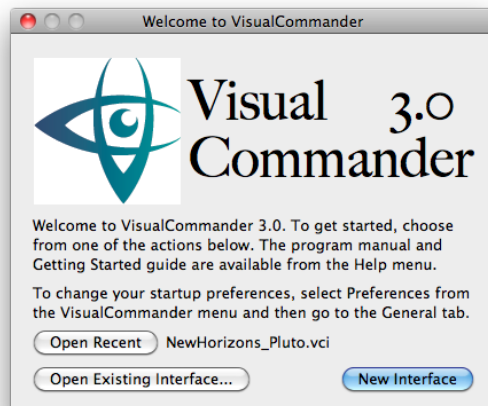 Welcome to VisualCommander
Visual 3.0
Commander
Welcome to VisualCommander 3.0. To get started, choose
from one of the actions below. The program manual and
Getting Started guide are available from the Help menu.
To change your startup preferences, select Preferences from
the VisualCommander menu and then go to the General tab.
Open Recent NewHorizons_Pluto.vci
Open Existing Interface... New Interface